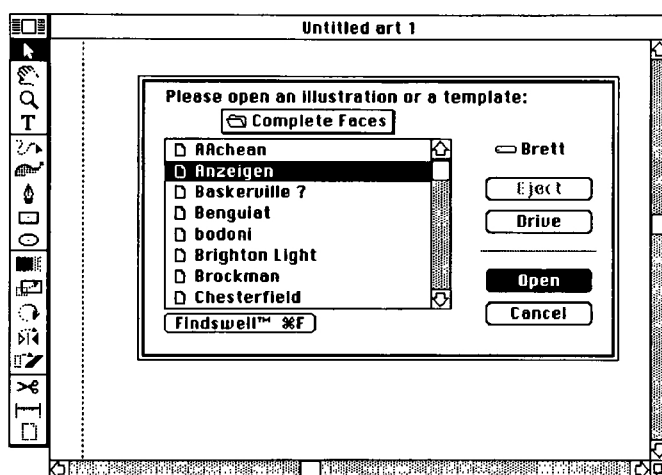 Untitled art 1
T
Please open an illustration or a template:
Complete Faces
AAchean
Anzeigen
Baskerville ?
Benguiat
bodoni
Brighton Light
Brockman
Chesterfield
Findswell™ ⌘F
Brett
Eject
Drive
Open
Cancel